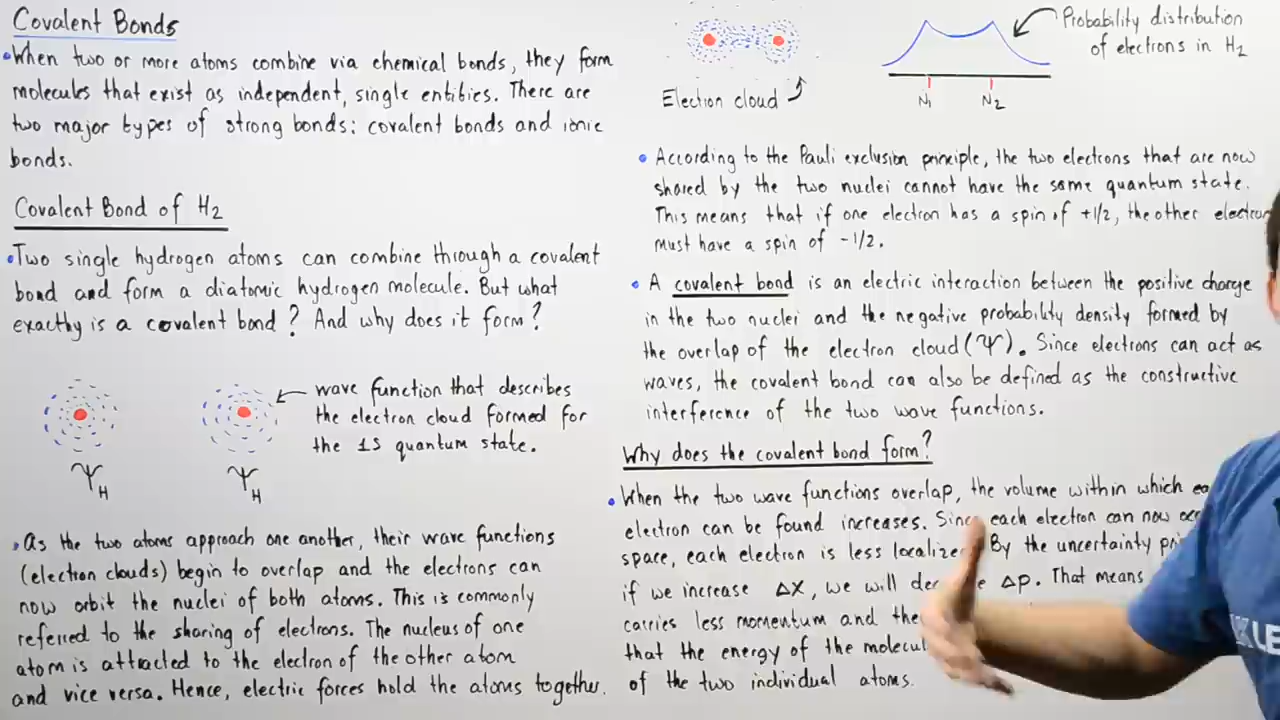 Covalent Bonds
•When two or more atoms combine via chemical bonds, they form
molecules that exist as independent, single entities. There are
two major types of strong bonds: covalent bonds and ionic
bonds.
Covalent Bond of H₂
•Two single hydrogen atoms can combine through a covalent
bond and form a diatomic hydrogen molecule. But what
exactly is a covalent bond? And why does it form?
wave function that describes
the electron cloud formed for
the 1S quantum state.
Ψ_H Ψ_H
•As the two atoms approach one another, their wave functions
(electron clouds) begin to overlap and the electrons can
now orbit the nuclei of both atoms. This is commonly
referred to the sharing of electrons. The nucleus of one
atom is attracted to the electron of the other atom
and vice versa. Hence, electric forces hold the atoms together.
Election cloud
Probability distribution
of electrons in H₂
N₁ N₂
• According to the Pauli exclusion principle, the two electrons that are now
shared by the two nuclei cannot have the same quantum state.
This means that if one electron has a spin of +1/2, the other electron
must have a spin of -1/2.
• A covalent bond is an electric interaction between the positive charge
in the two nuclei and the negative probability density formed by
the overlap of the electron cloud (Ψ). Since electrons can act as
waves, the covalent bond can also be defined as the constructive
interference of the two wave functions.
Why does the covalent bond form?
•When the two wave functions overlap, the volume within which
electron can be found increases. Since each electron can now
space, each electron is less localize By the uncertainty
if we increase Δx, we will Δp. That means
carries less momentum and
that the energy of the
of the two individual atoms.
KLE